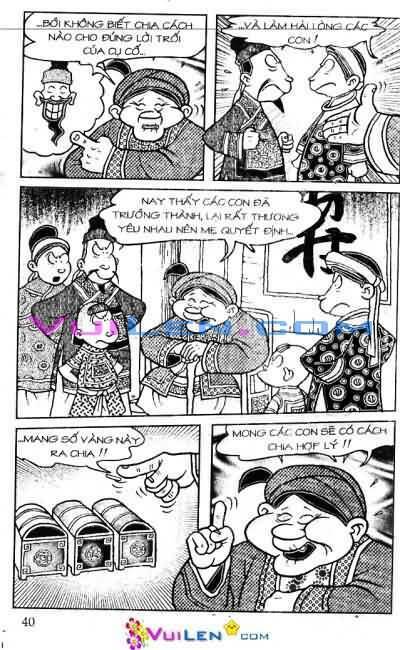 ...BỞI KHÔNG BIẾT CHIA CÁCH
NÀO CHO ĐÚNG LỜI TRỐI
CỦA CỤ CỐ...
...VÀ LÀM HÀI LÒNG CÁC
CON !
NAY THẤY CÁC CON ĐÃ
TRƯỞNG THÀNH, LẠI RẤT THƯƠNG
YÊU NHAU NÊN MẸ QUYẾT ĐỊNH...
VUILEN.COM
...MANG SỐ VÀNG NÀY
RA CHIA !!
MONG CÁC CON SẼ CÓ CÁCH
CHIA HỢP LÝ !!
40
VUILEN.COM